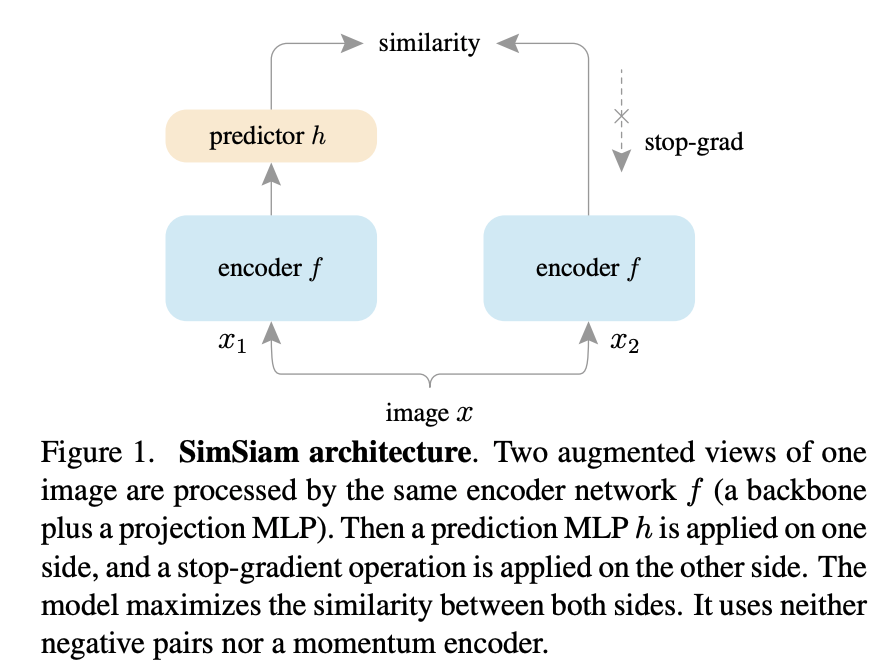 similarity
predictor h
stop-grad
encoder f
encoder f
x1
x2
image x
Figure 1. SimSiam architecture. Two augmented views of one
image are processed by the same encoder network f (a backbone
plus a projection MLP). Then a prediction MLP h is applied on one
side, and a stop-gradient operation is applied on the other side. The
model maximizes the similarity between both sides. It uses neither
negative pairs nor a momentum encoder.